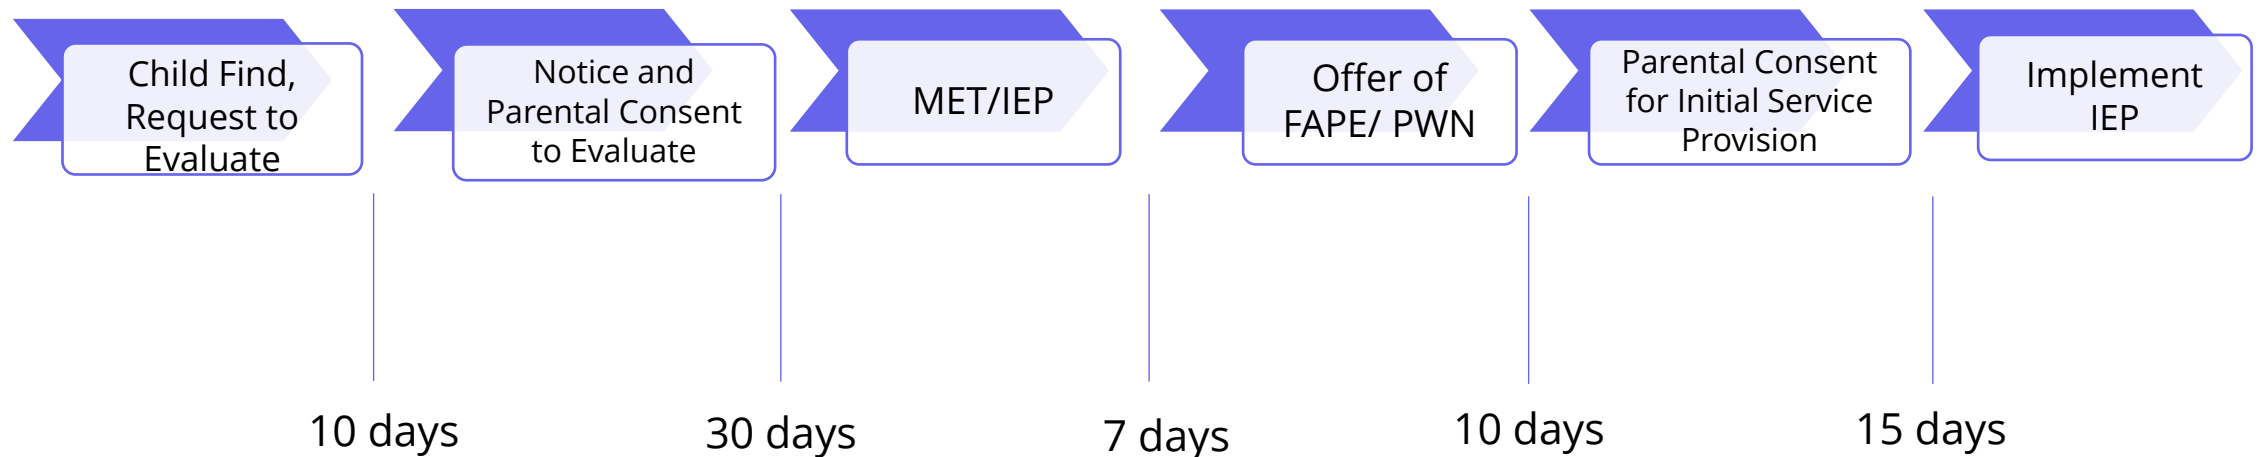 Child Find,
Request to
Evaluate
Notice and
Parental Consent
to Evaluate
MET/IEP
Offer of
FAPE/ PWN
Parental Consent
for Initial Service
Provision
Implement
IEP
10 days
30 days
7 days
10 days
15 days